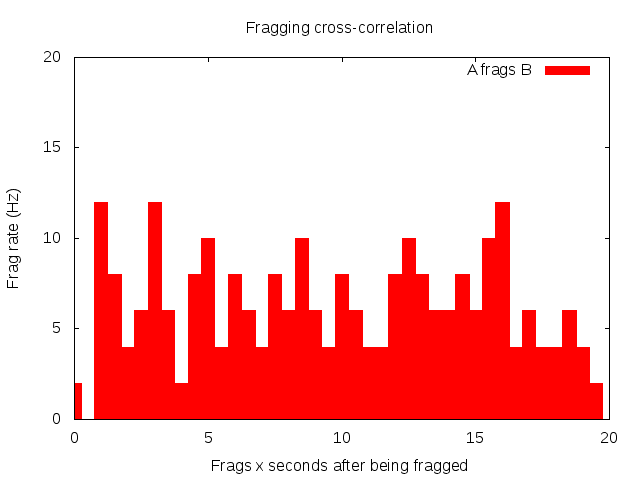 Fragging cross-correlation
A frags B
20
15
10
5
0
Frag rate (Hz)
0 5 10 15 20
Frags x seconds after being fragged